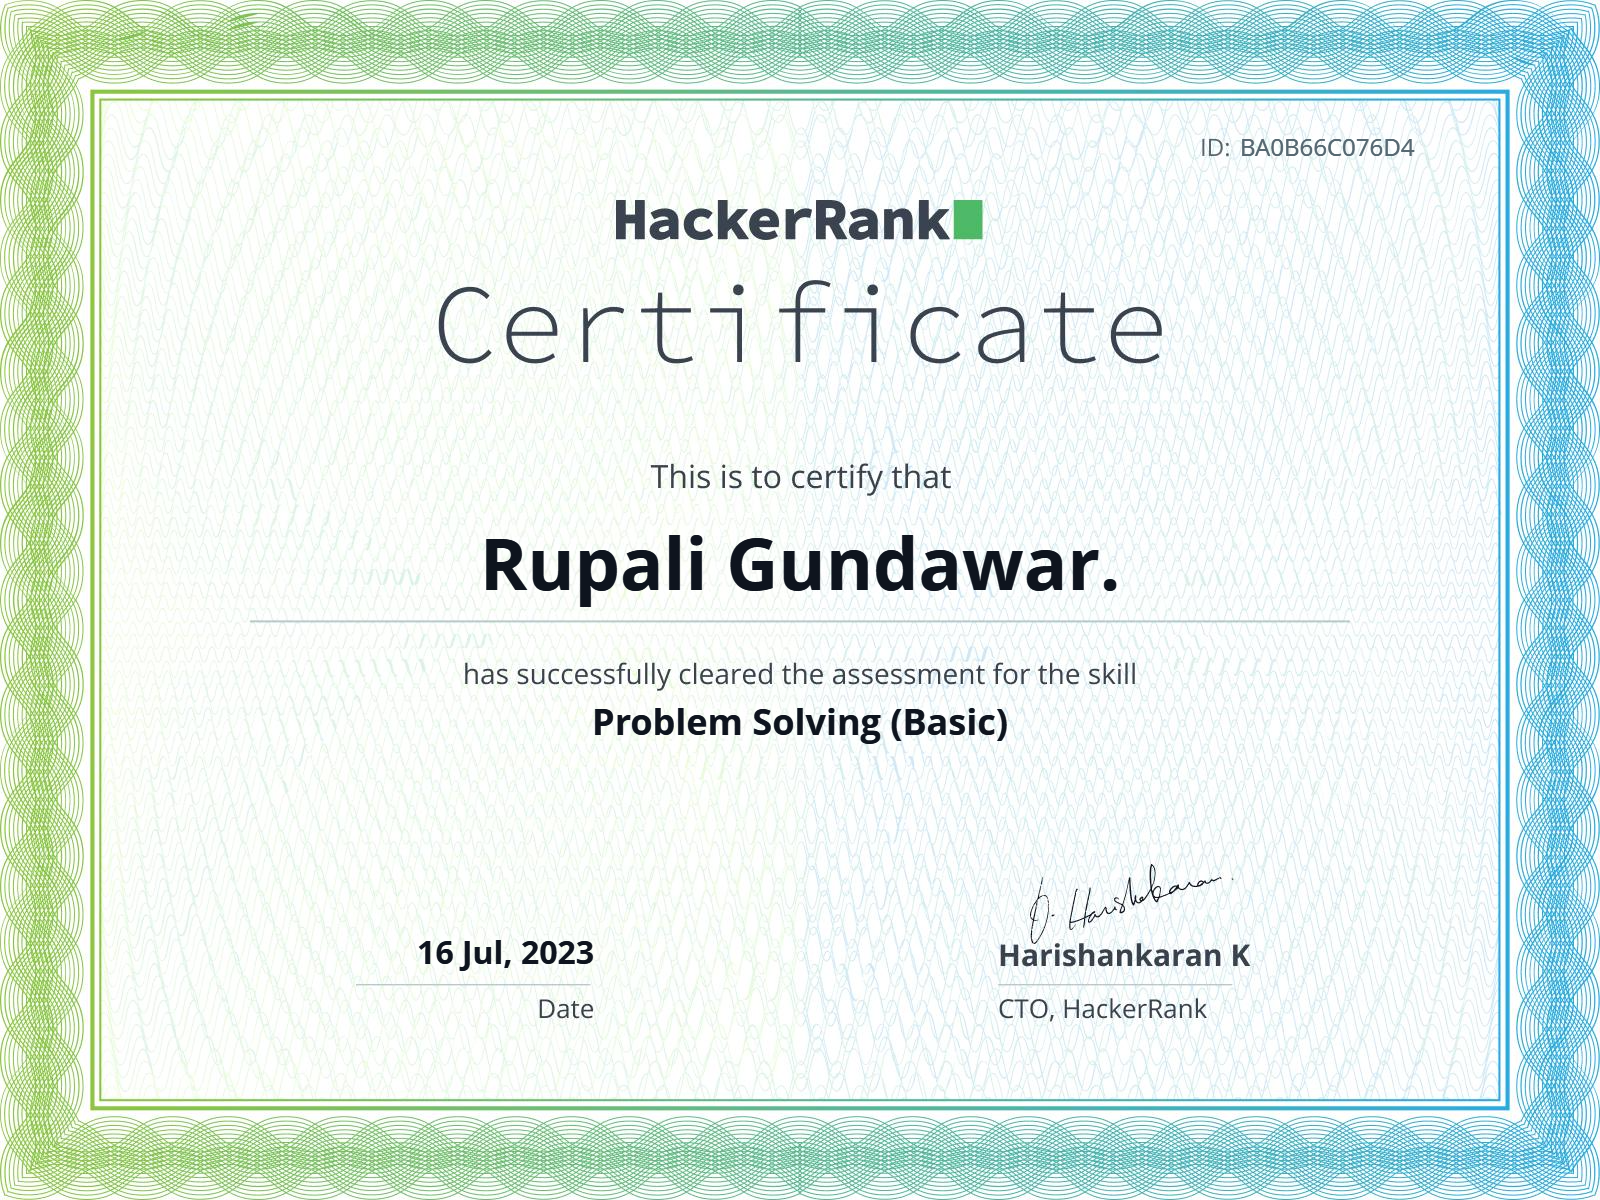 ID: BA0B66C076D4
HackerRank
Certificate
This is to certify that
Rupali Gundawar.
has successfully cleared the assessment for the skill
Problem Solving (Basic)
16 Jul, 2023
Date
Harishankaran
Harishankaran K
CTO, HackerRank